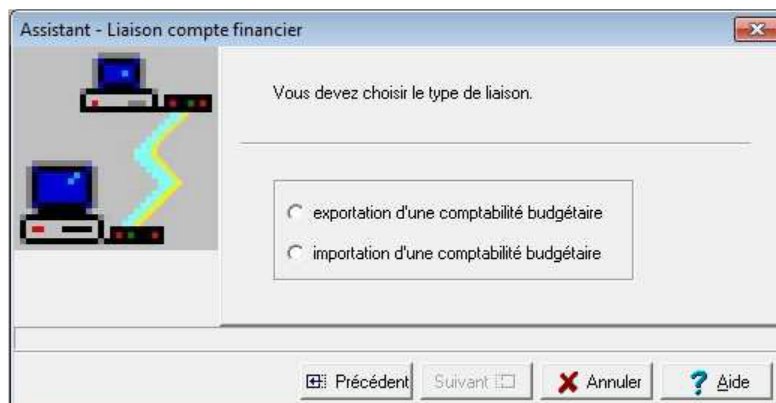 Assistant - Liaison compte financier
Vous devez choisir le type de liaison.
exportation d'une comptabilité budgétaire
importation d'une comptabilité budgétaire
Précédent Suivant Annuler ? Aide